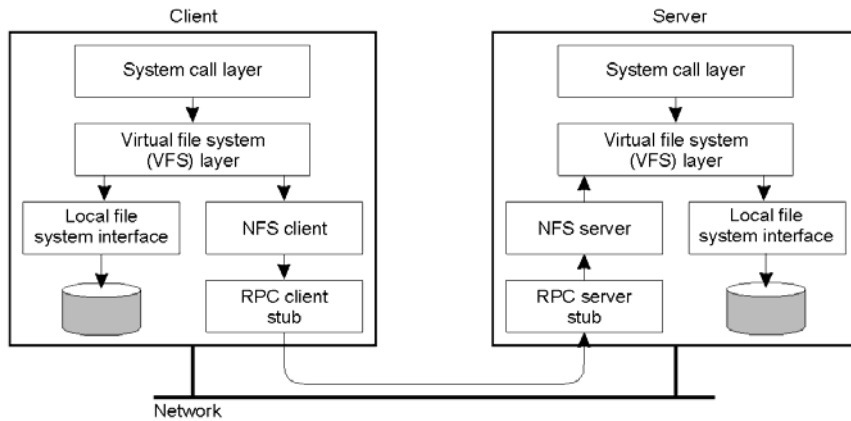 Client
System call layer
Virtual file system
(VFS) layer
Local file
system interface
NFS client
RPC client
stub
Server
System call layer
Virtual file system
(VFS) layer
NFS server
Local file
system interface
RPC server
stub
Network